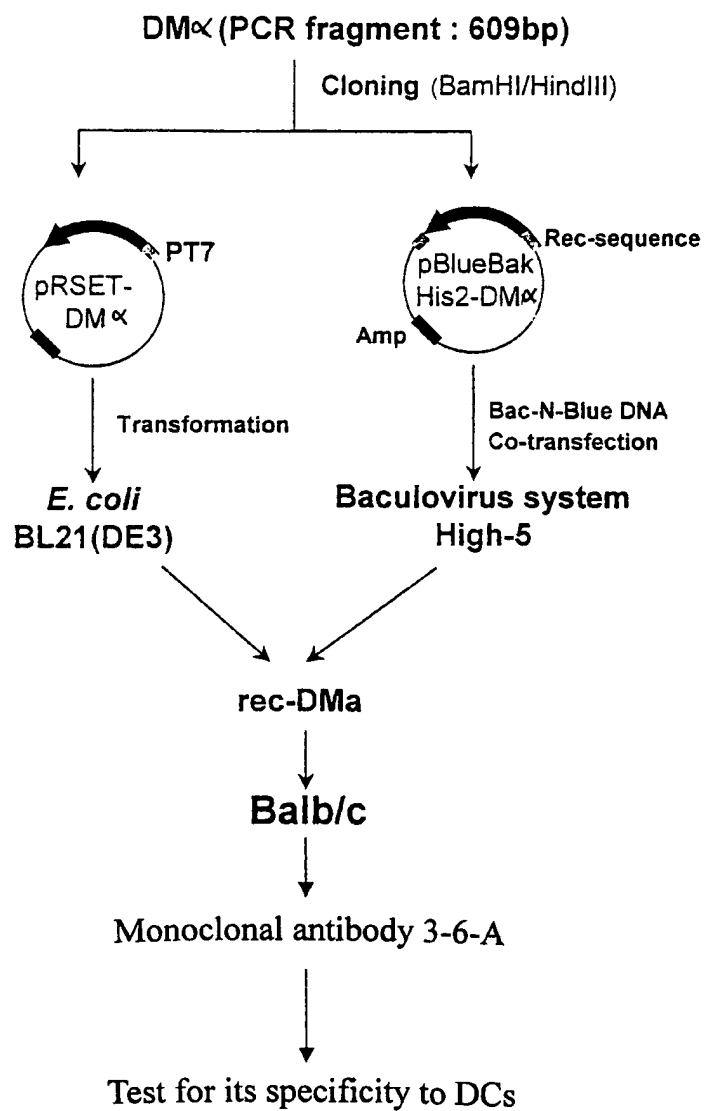 DM∝ (PCR fragment : 609bp)
Cloning (BamHI/HindIII)
PT7
pRSET-
DM ∝
Rec-sequence
pBlueBak
His2-DM∝
Amp
Transformation
Bac-N-Blue DNA
Co-transfection
E. coli
BL21(DE3)
Baculovirus system
High-5
rec-DMa
Balb/c
Monoclonal antibody 3-6-A
Test for its specificity to DCs